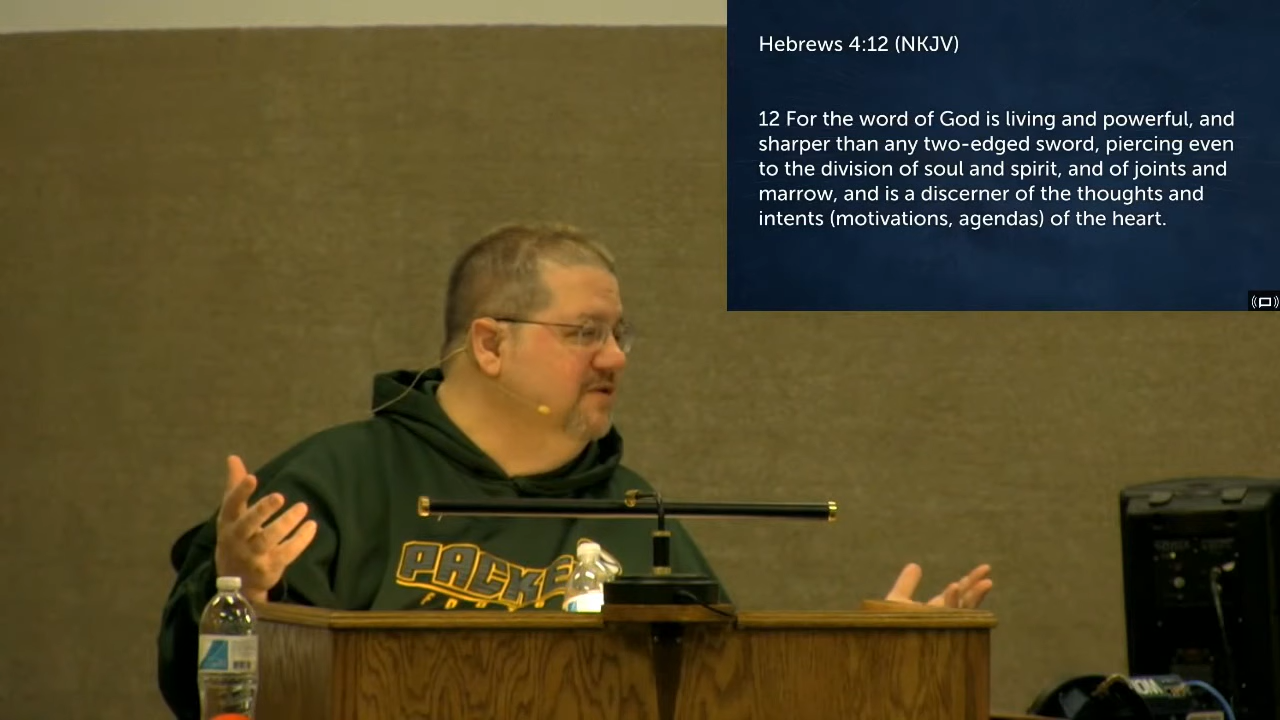 Hebrews 4:12 (NKJV)
12 For the word of God is living and powerful, and
sharper than any two-edged sword, piercing even
to the division of soul and spirit, and of joints and
marrow, and is a discerner of the thoughts and
intents (motivations, agendas) of the heart.
PACKE